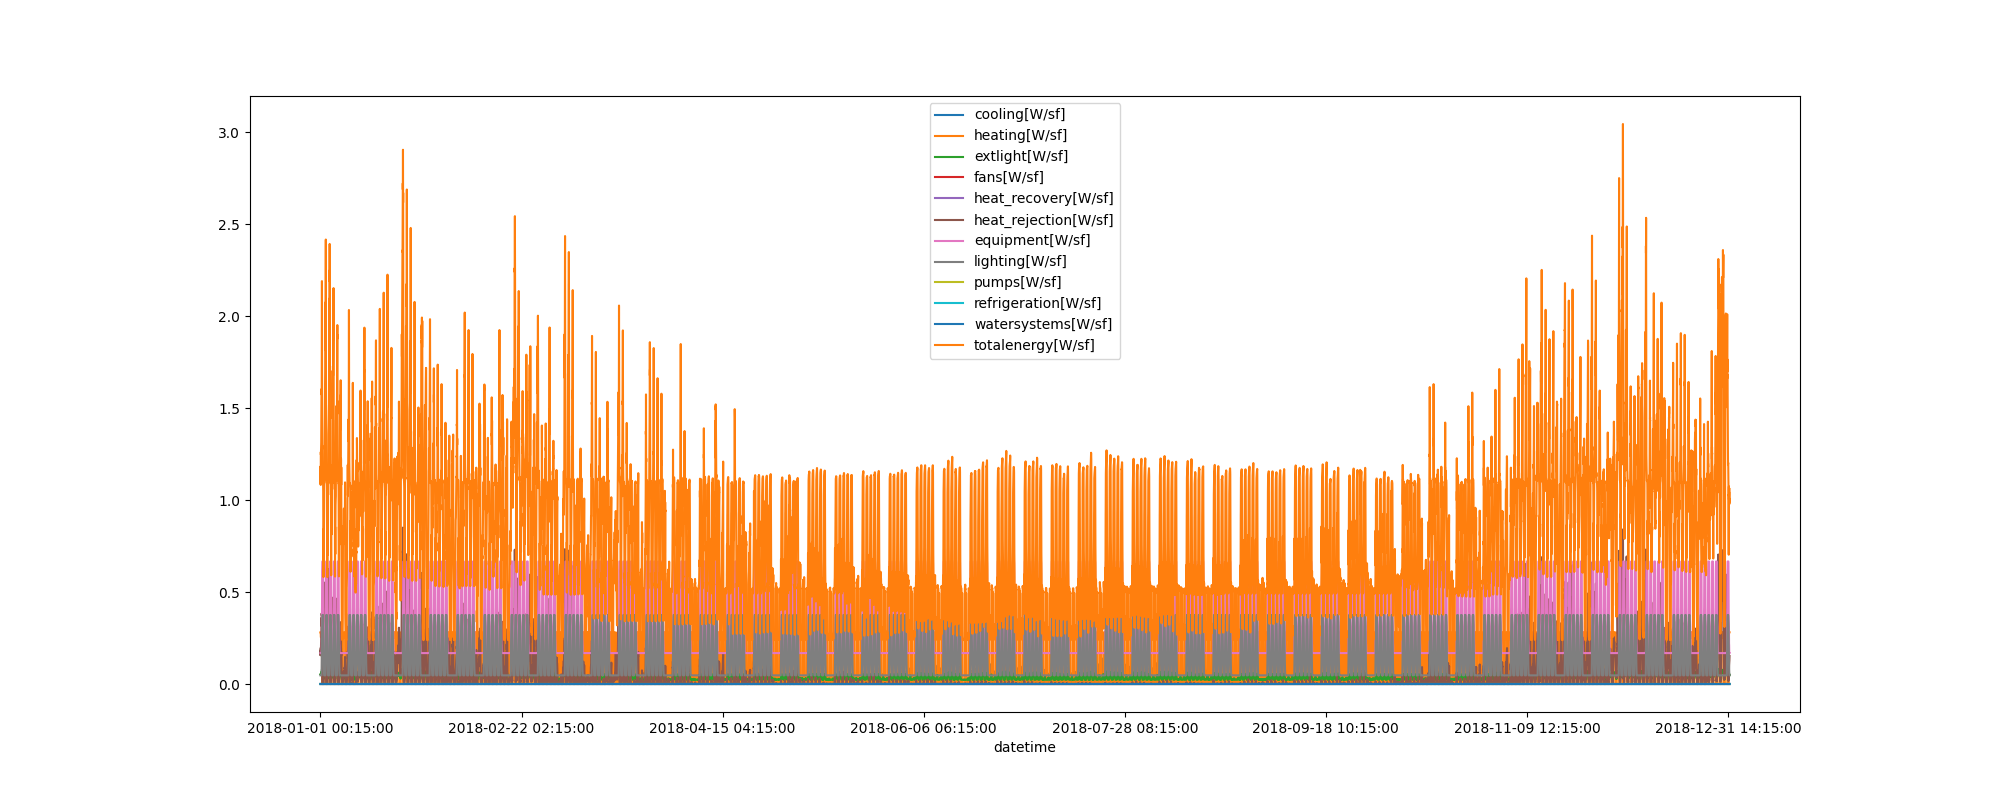 3.0
2.5
2.0
1.5
1.0
0.5
0.0
cooling[W/sf]
heating[W/sf]
extlight[W/sf]
fans[W/sf]
heat_recovery[W/sf]
heat_rejection[W/sf]
equipment[W/sf]
lighting[W/sf]
pumps[W/sf]
refrigeration[W/sf]
watersystems[W/sf]
totalenergy[W/sf]
2018-01-01 00:15:00 2018-02-22 02:15:00 2018-04-15 04:15:00 2018-06-06 06:15:00 2018-07-28 08:15:00 2018-09-18 10:15:00 2018-11-09 12:15:00 2018-12-31 14:15:00
datetime